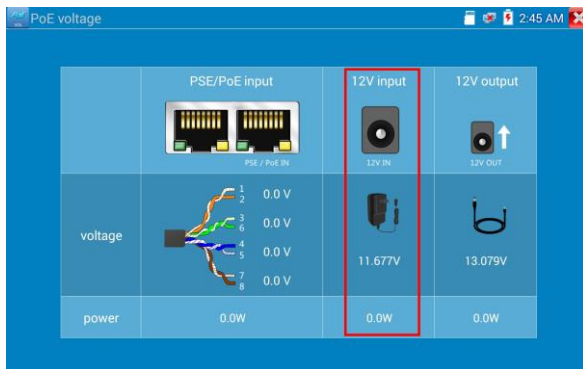 PoE voltage
2:45 AM
PSE/PoE input
12V input
12V output
PSE / PoE IN
12V IN
12V OUT
voltage
1
2
0.0 V
3
6
0.0 V
4
5
0.0 V
7
8
0.0 V
11.677V
13.079V
power
0.0W
0.0W
0.0W